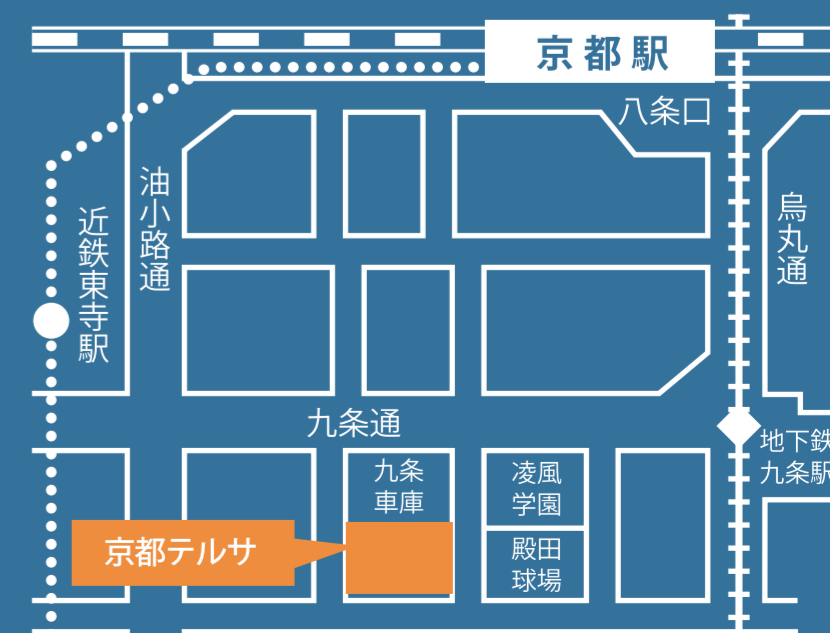 京都駅
八条口
油小路通
近鉄東寺駅
烏丸通
九条通
地下鉄
九条駅
九条
車庫
凌風
学園
京都テルサ
殿田
球場